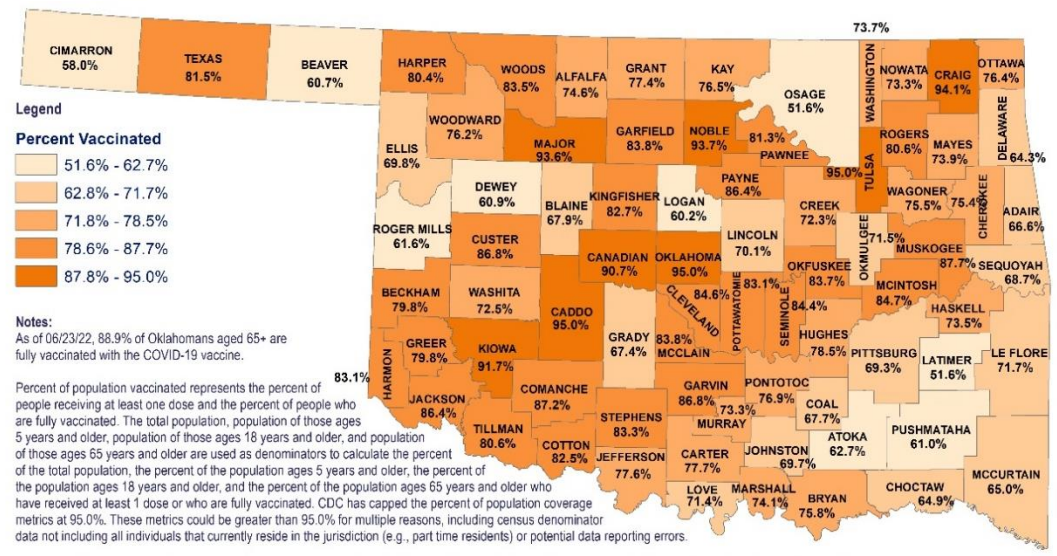 73.7%
CIMARRON
58.0%
TEXAS
81.5%
BEAVER
60.7%
HARPER
80.4%
WOODS
83.5%
ALFALFA
74.6%
GRANT
77.4%
KAY
76.5%
OSAGE
51.6%
WASHINGTON
NOWATA
73.3%
CRAIG
94.1%
OTTAWA
76.4%
Legend
Percent Vaccinated
51.6% - 62.7%
62.8% - 71.7%
71.8% - 78.5%
78.6% - 87.7%
87.8% - 95.0%
ELLIS
69.8%
WOODWARD
76.2%
MAJOR
93.6%
GARFIELD
83.8%
NOBLE
93.7%
81.3%
PAWNEE
ROGERS
80.6%
MAYES
73.9%
DELAWARE
64.3%
DEWEY
60.9%
BLAINE
67.9%
KINGFISHER
82.7%
LOGAN
60.2%
PAYNE
86.4%
95.0%
TULSA
WAGONER
75.5%
75.4%
CHEROKEE
ADAIR
66.6%
ROGER MILLS
61.6%
CUSTER
86.8%
CANADIAN
90.7%
OKLAHOMA
95.0%
LINCOLN
70.1%
CREEK
72.3%
OKMULGEE
71.5%
MUSKOGEE
87.7%
SEQUOYAH
68.7%
BECKHAM
79.8%
WASHITA
72.5%
CADDO
95.0%
GRADY
67.4%
84.6%
CLEVELAND
POTTAWATOMIE
83.1%
SEMINOLE
84.4%
OKFUSKEE
83.7%
MCINTOSH
84.7%
HASKELL
73.5%
Notes:
As of 06/23/22, 88.9% of Oklahomans aged 65+ are
fully vaccinated with the COVID-19 vaccine.
GREER
79.8%
KIOWA
91.7%
83.8%
MCCLAIN
HUGHES
78.5%
PITTSBURG
69.3%
LATIMER
51.6%
LE FLORE
71.7%
83.1%
HARMON
JACKSON
86.4%
COMANCHE
87.2%
GARVIN
86.8%
PONTOTOC
76.9%
COAL
67.7%
TILLMAN
80.6%
COTTON
82.5%
STEPHENS
83.3%
73.3%
MURRAY
ATOKA
62.7%
PUSHMATAHA
61.0%
JEFFERSON
77.6%
CARTER
77.7%
JOHNSTON
69.7%
MCCURTAIN
65.0%
LOVE
71.4%
MARSHALL
74.1%
BRYAN
75.8%
CHOCTAW
64.9%
Percent of population vaccinated represents the percent of
people receiving at least one dose and the percent of people who
are fully vaccinated. The total population, population of those ages
5 years and older, population of those ages 18 years and older, and population
of those ages 65 years and older are used as denominators to calculate the percent
of the total population, the percent of the population ages 5 years and older, the percent of
the population ages 18 years and older, and the percent of the population ages 65 years and older who
have received at least 1 dose or who are fully vaccinated. CDC has capped the percent of population coverage
metrics at 95.0%. These metrics could be greater than 95.0% for multiple reasons, including census denominator
data not including all individuals that currently reside in the jurisdiction (e.g., part time residents) or potential data reporting errors.